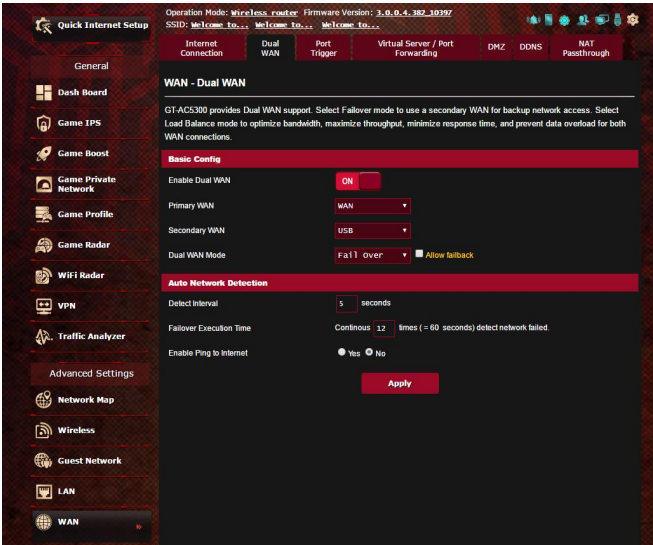 Quick Internet Setup
Operation Mode: Wireless router Firmware Version: 3.0.0.4.382_10397
SSID: Welcome to... Welcome to... Welcome to...
General
Dash Board
Game IPS
Game Boost
Game Private
Network
Game Profile
Game Radar
WiFi Radar
VPN
Traffic Analyzer
Advanced Settings
Network Map
Wireless
Guest Network
LAN
WAN »
Internet
Connection
Dual
WAN
Port
Trigger
Virtual Server / Port
Forwarding
DMZ
DDNS
NAT
Passthrough
WAN - Dual WAN
GT-AC5300 provides Dual WAN support. Select Failover mode to use a secondary WAN for backup network access. Select
Load Balance mode to optimize bandwidth, maximize throughput, minimize response time, and prevent data overload for both
WAN connections.
Basic Config
Enable Dual WAN ON
Primary WAN WAN
Secondary WAN USB
Dual WAN Mode Fail Over Allow failback
Auto Network Detection
Detect Interval 5 seconds
Failover Execution Time Continous 12 times ( = 60 seconds) detect network failed.
Enable Ping to Internet Yes No
Apply